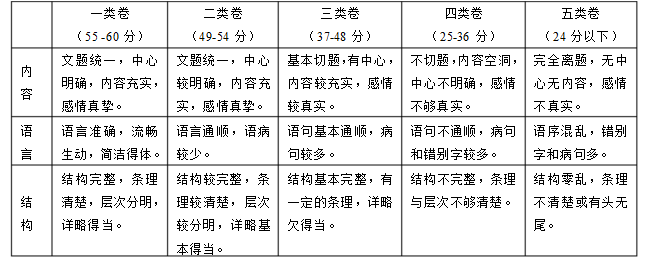 一类卷 二类卷 三类卷 四类卷 五类卷
（55 -60 分） （49-54 分） （37-48 分） （25-36 分） （24 分以下）
内容
文题统一，中心
明确，内容充实，
感情真挚。
文题统一，中心
较明确，内容充
实，感情真挚。
基本切题，有中心，
内容较充实，感情
较真实。
不切题，内容空洞，
中心不明确，感情
不够真实。
完全离题，无中
心无内容，感情
不真实。
语言
语言准确，流畅
生动，简洁得体。
语言通顺，语病
较少。
语句基本通顺，病
句较多。
语句不通顺，病句
和错别字较多。
语序混乱，错别
字和病句多。
结构
结构完整，条理
清楚，层次分明，
详略得当。
结构较完整，条
理较清楚，层次
较分明，详略基
本得当。
结构基本完整，有
一定的条理，详略
欠得当。
结构不完整，条理
与层次不够清楚。
结构零乱，条理
不清楚或有头无
尾。